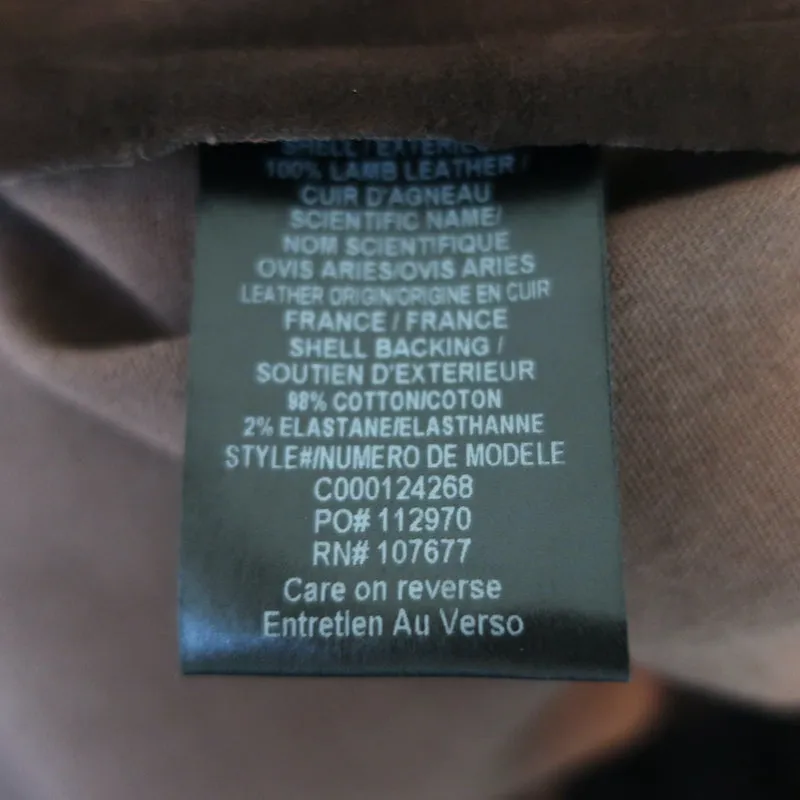 SHELL / EXTERIEUR
100% LAMB LEATHER /
CUIR D'AGNEAU
SCIENTIFIC NAME/
NOM SCIENTIFIQUE
OVIS ARIES/OVIS ARIES
LEATHER ORIGIN/ORIGINE EN CUIR
FRANCE / FRANCE
SHELL BACKING /
SOUTIEN D'EXTERIEUR
98% COTTON/COTON
2% ELASTANE/ELASTHANNE
STYLE#/NUMERO DE MODELE
C000124268
PO# 112970
RN# 107677
Care on reverse
Entretien Au Verso